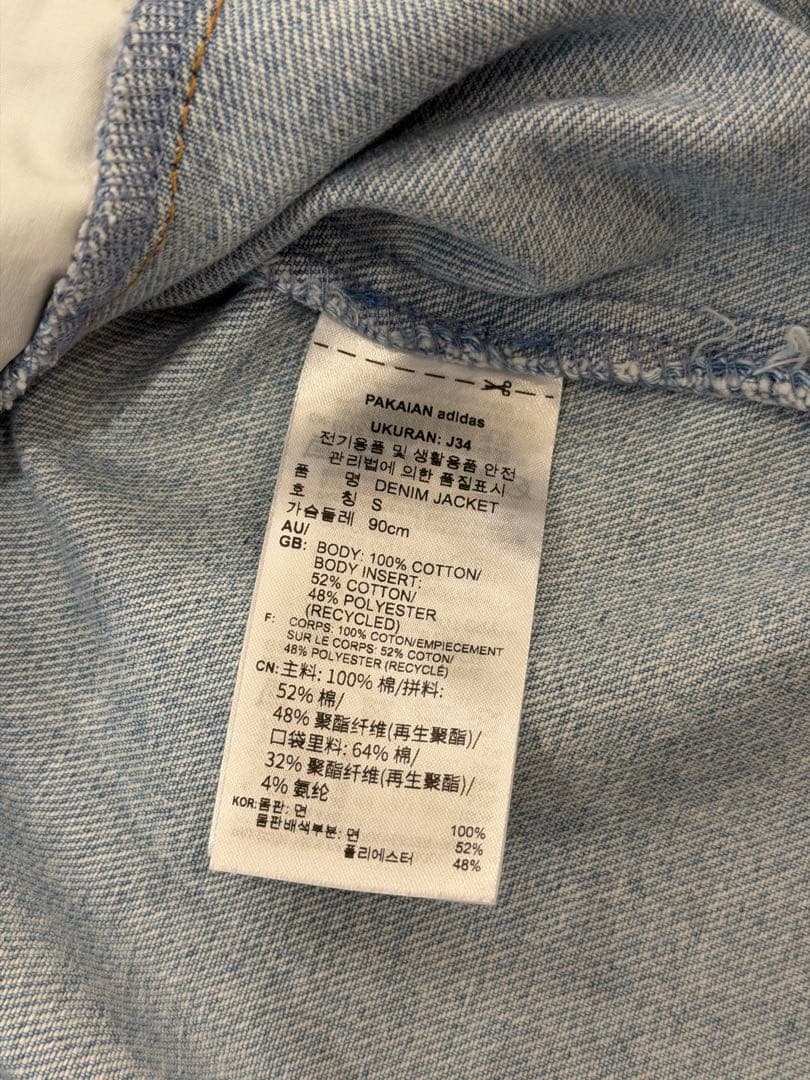 PAKAIAN adidas
UKURAN: J34
전기용품 및 생활용품 안전
관리법에 의한 품질표시
품 명 DENIM JACKET
호 칭 S
가슴둘레 90cm
AU/
GB: BODY: 100% COTTON/
BODY INSERT:
52% COTTON/
48% POLYESTER
(RECYCLED)
F: CORPS: 100% COTON/EMPIECEMENT
SUR LE CORPS: 52% COTON/
48% POLYESTER (RECYCLÉ)
CN: 主料: 100% 棉/拼料:
52% 棉/
48% 聚酯纤维(再生聚酯)/
口袋里料: 64% 棉/
32% 聚酯纤维(再生聚酯)/
4% 氨纶
KOR: 몸판: 면 100%
몸판배색부분: 면 52%
폴리에스터 48%